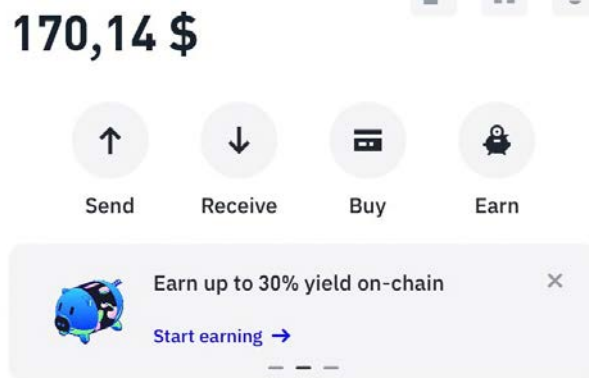 170,14 $
Send Receive Buy Earn
Earn up to 30% yield on-chain
Start earning →